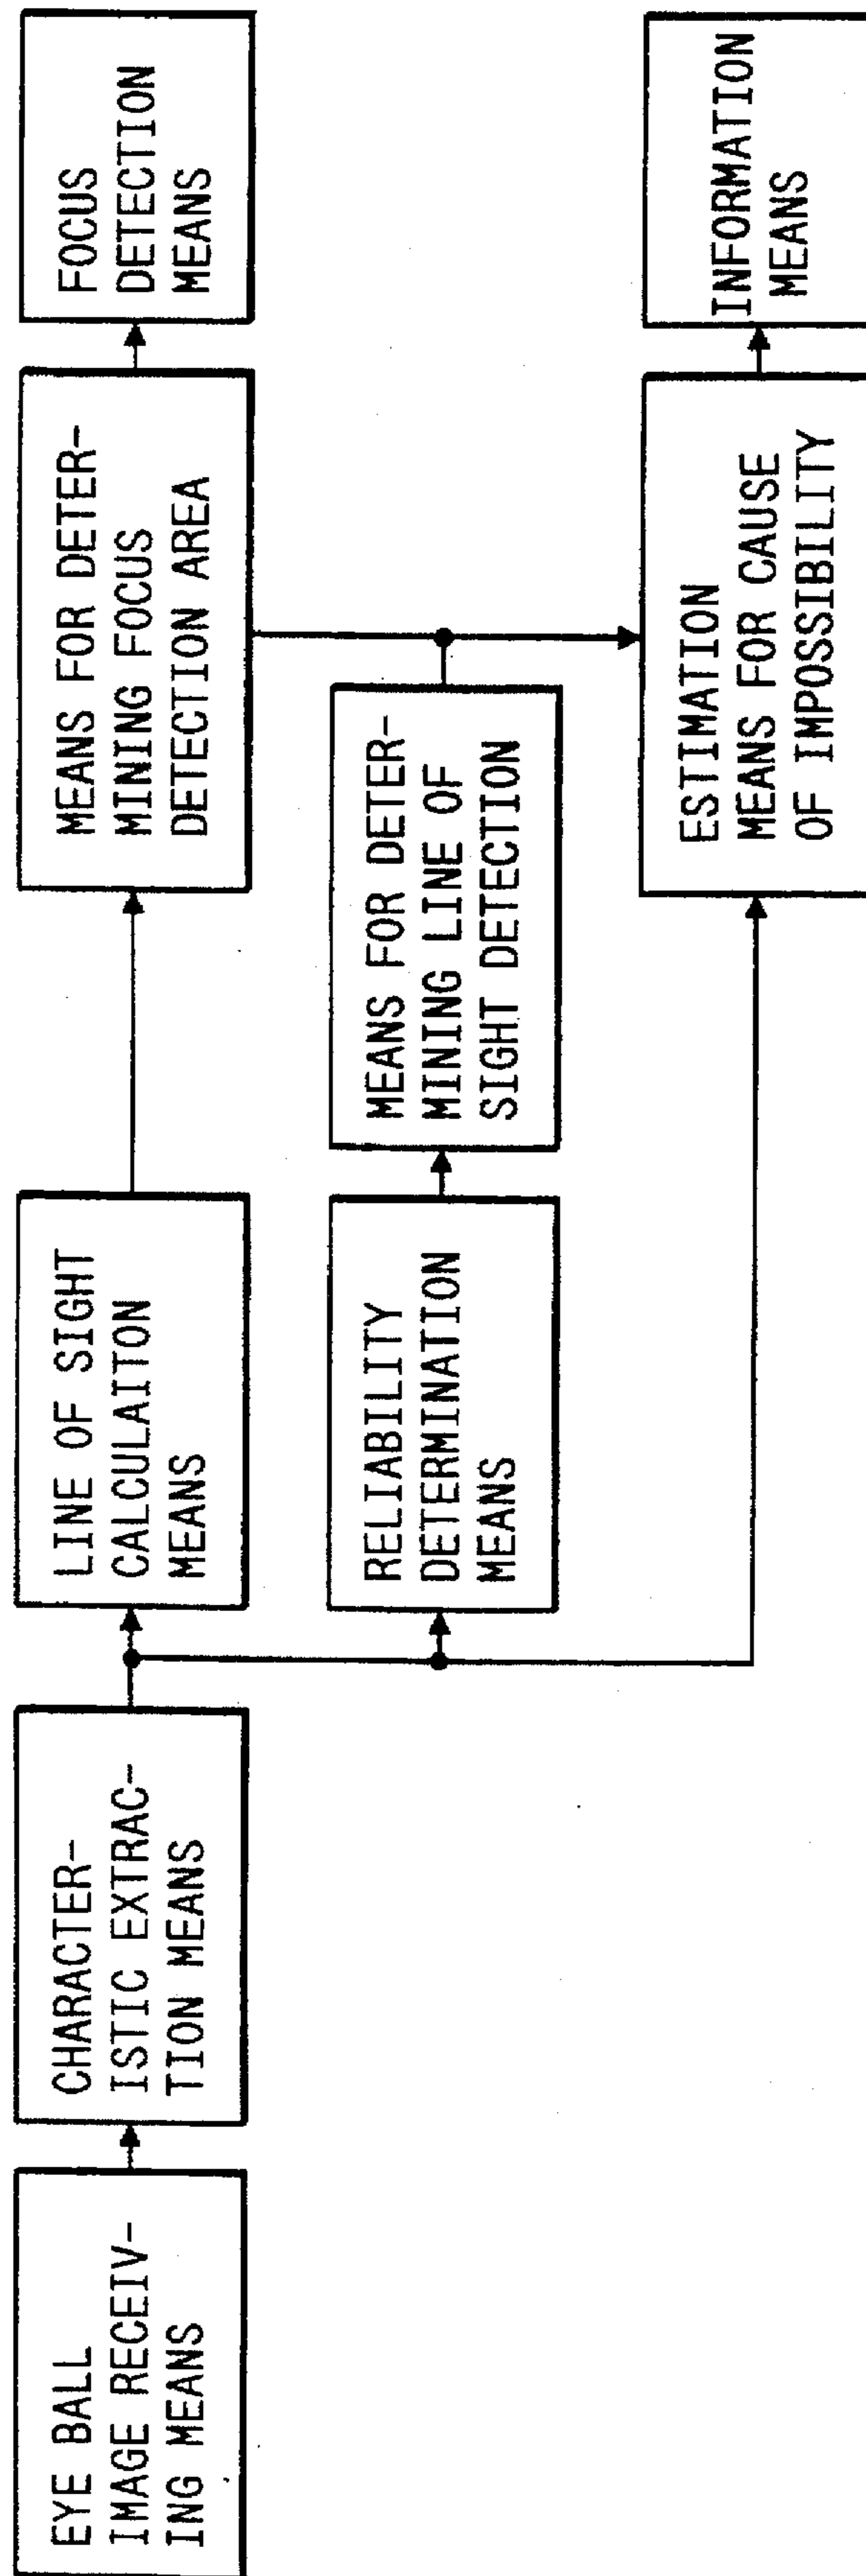 EYE BALL
IMAGE RECEIV-
ING MEANS
CHARACTER-
ISTIC EXTRAC-
TION MEANS
LINE OF SIGHT
CALCULAITON
MEANS
MEANS FOR DETER-
MINING FOCUS
DETECTION AREA
FOCUS
DETECTION
MEANS
RELIABILITY
DETERMINATION
MEANS
MEANS FOR DETER-
MINING LINE OF
SIGHT DETECTION
ESTIMATION
MEANS FOR CAUSE
OF IMPOSSIBILITY
INFORMATION
MEANS